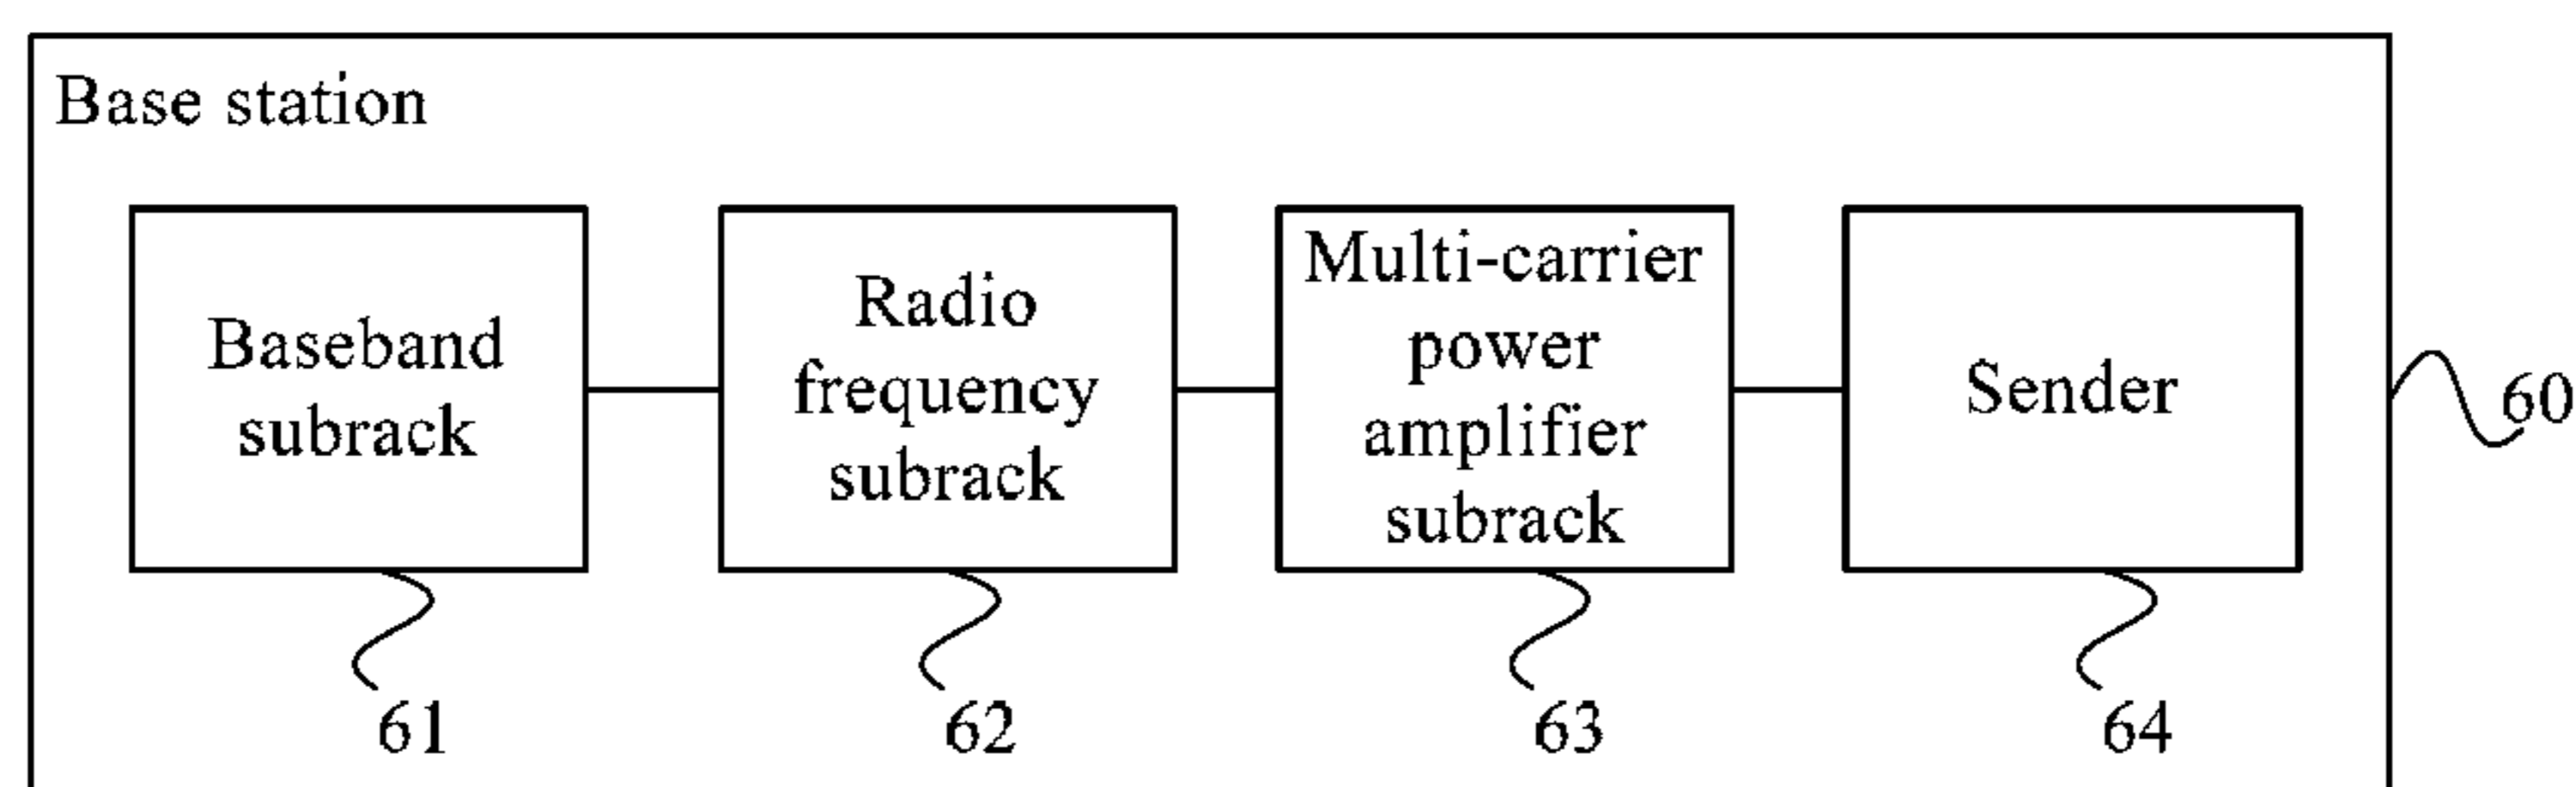 Base station
Baseband
subrack
Radio
frequency
subrack
Multi-carrier
power
amplifier
subrack
Sender
60
61
62
63
64